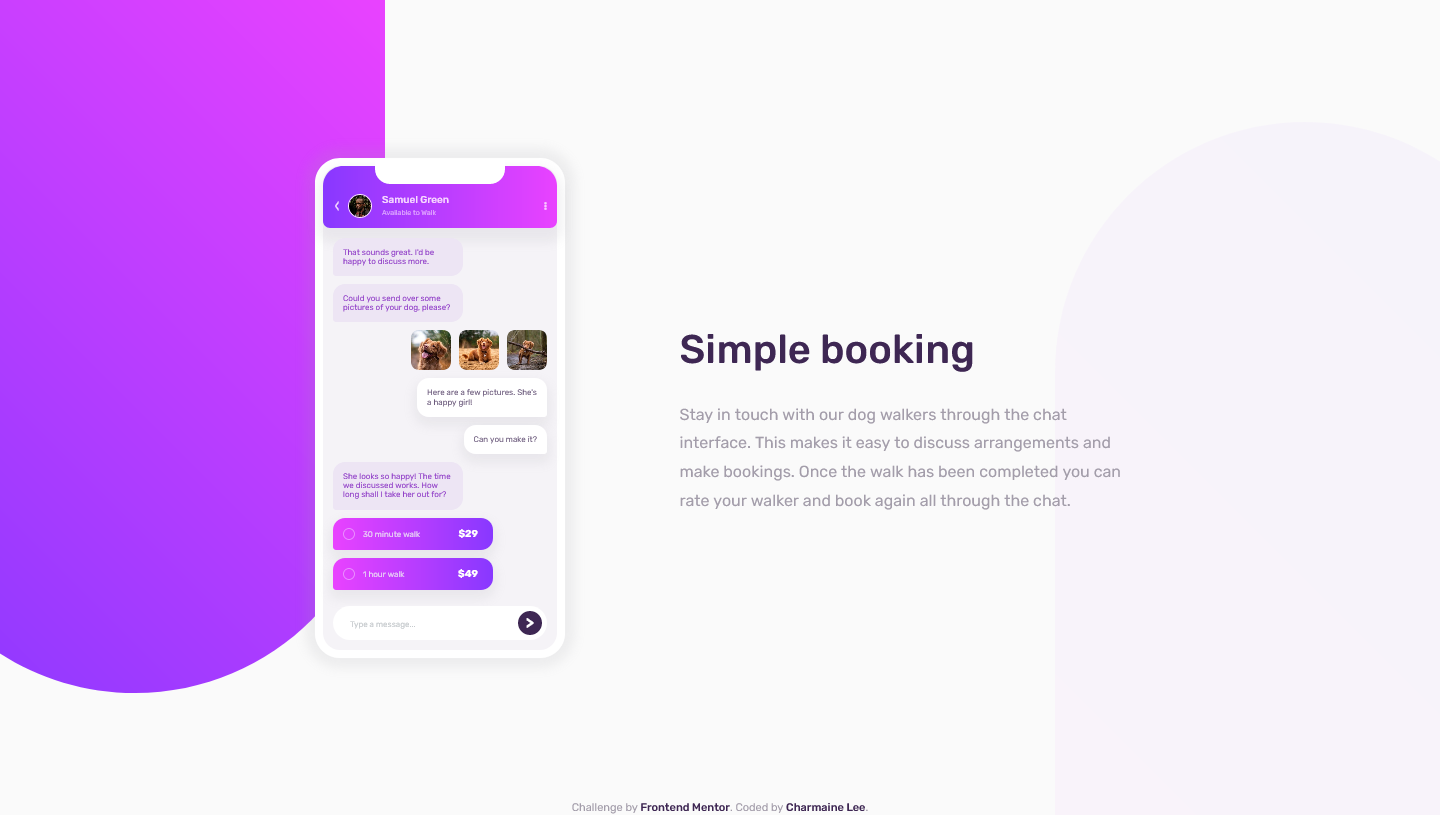 Samuel Green
Available to Walk
That sounds great. I'd be
happy to discuss more.
Could you send over some
pictures of your dog, please?
Here are a few pictures. She's
a happy girl!
Can you make it?
She looks so happy! The time
we discussed works. How
long shall I take her out for?
30 minute walk $29
1 hour walk $49
Type a message...
Simple booking
Stay in touch with our dog walkers through the chat
interface. This makes it easy to discuss arrangements and
make bookings. Once the walk has been completed you can
rate your walker and book again all through the chat.
Challenge by Frontend Mentor. Coded by Charmaine Lee.